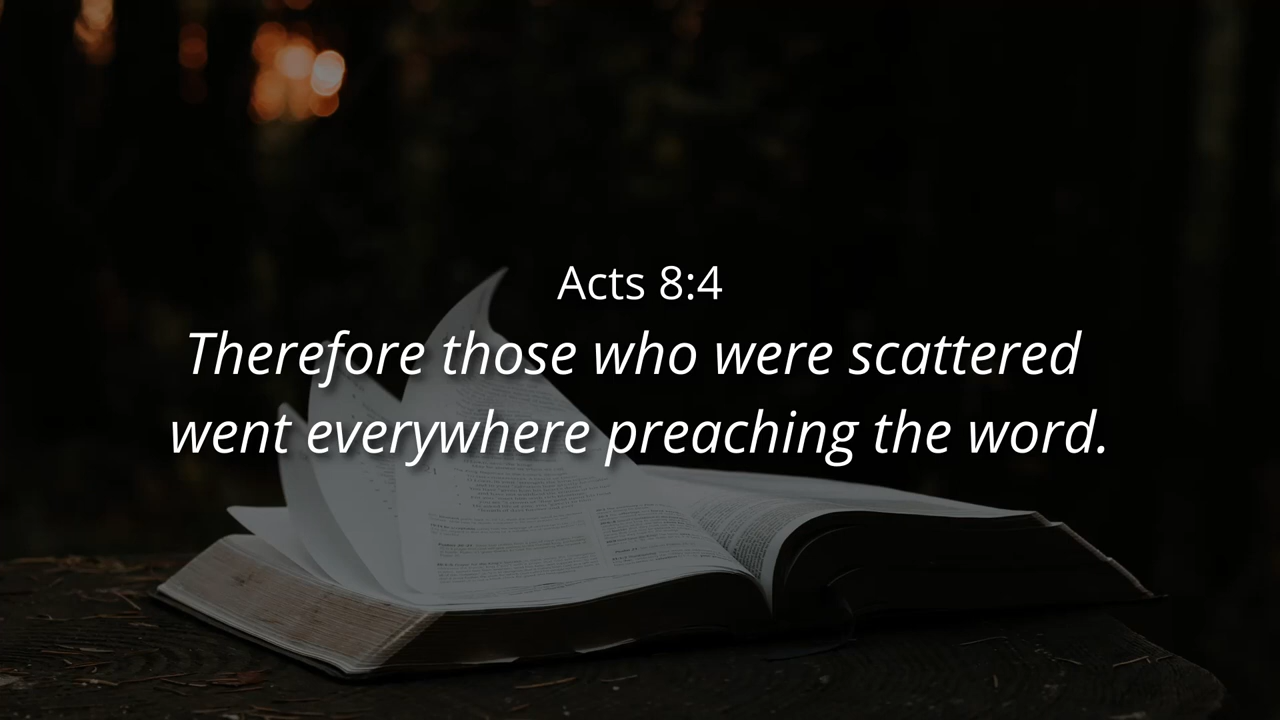 Acts 8:4
Therefore those who were scattered
went everywhere preaching the word.